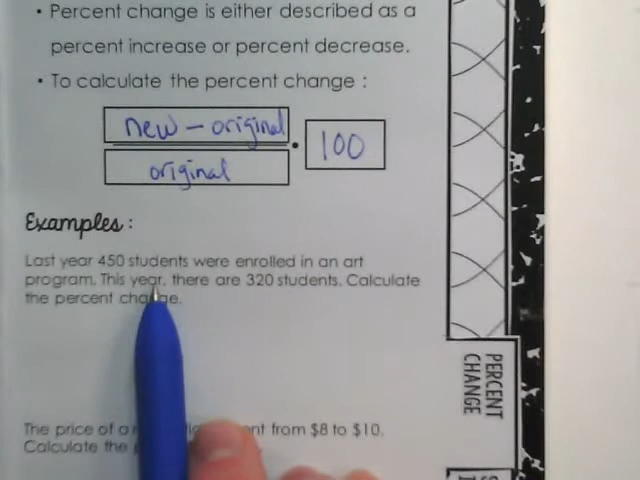 • Percent change is either described as a
percent increase or percent decrease.
• To calculate the percent change :
new - original
original
• 100
Examples:
Last year 450 students were enrolled in an art
program. This year, there are 320 students. Calculate
the percent change.
The price of a from $8 to $10.
Calculate the
PERCENT
CHANGE